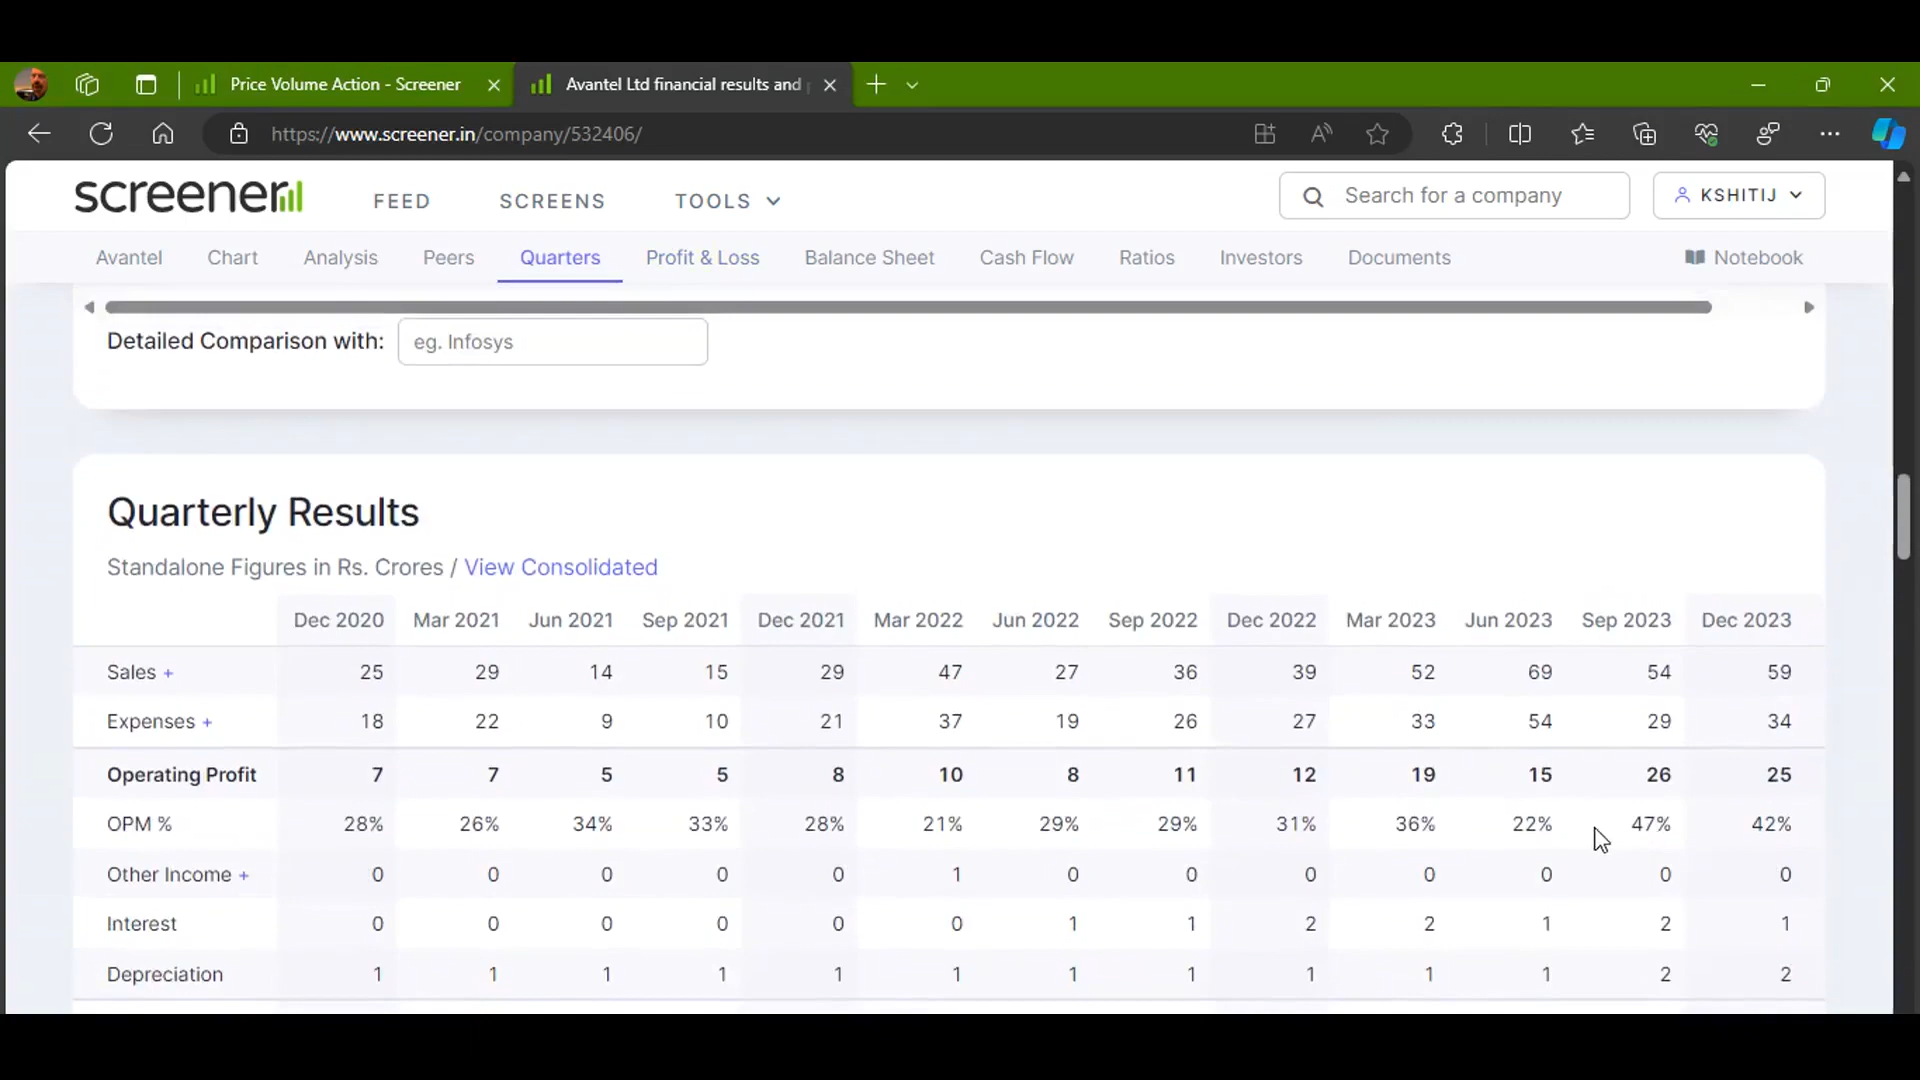 Price Volume Action - Screener
Avantel Ltd financial results and
https://www.screener.in/company/532406/
screener
FEED
SCREENS
TOOLS
Search for a company
KSHITIJ
Avantel Chart Analysis Peers Quarters Profit & Loss Balance Sheet Cash Flow Ratios Investors Documents Notebook
Detailed Comparison with: eg. Infosys
Quarterly Results
Standalone Figures in Rs. Crores / View Consolidated
Dec 2020 Mar 2021 Jun 2021 Sep 2021 Dec 2021 Mar 2022 Jun 2022 Sep 2022 Dec 2022 Mar 2023 Jun 2023 Sep 2023 Dec 2023
Sales + 25 29 14 15 29 47 27 36 39 52 69 54 59
Expenses + 18 22 9 10 21 37 19 26 27 33 54 29 34
Operating Profit 7 7 5 5 8 10 8 11 12 19 15 26 25
OPM % 28% 26% 34% 33% 28% 21% 29% 29% 31% 36% 22% 47% 42%
Other Income + 0 0 0 0 0 1 0 0 0 0 0 0 0
Interest 0 0 0 0 0 0 1 1 2 2 1 2 1
Depreciation 1 1 1 1 1 1 1 1 1 1 1 2 2